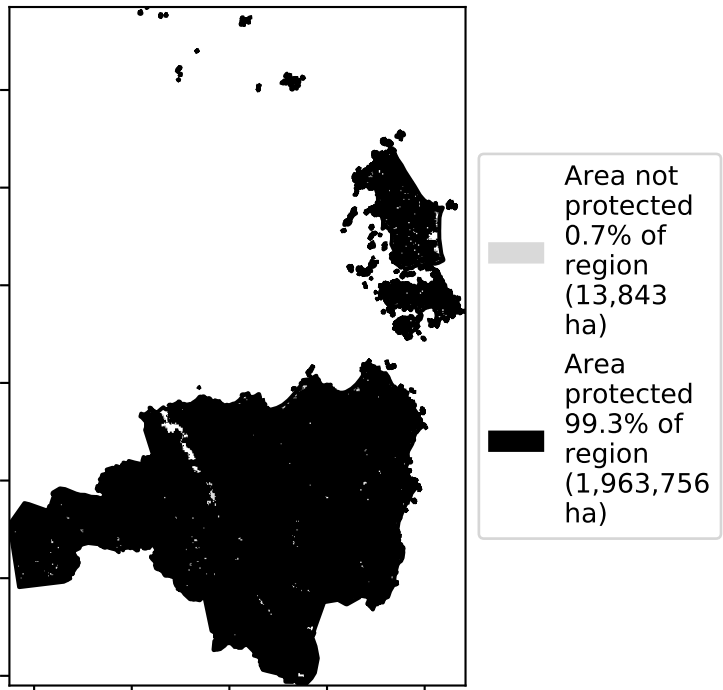 Area not
protected
0.7% of
region
(13,843
ha)
Area
protected
99.3% of
region
(1,963,756
ha)